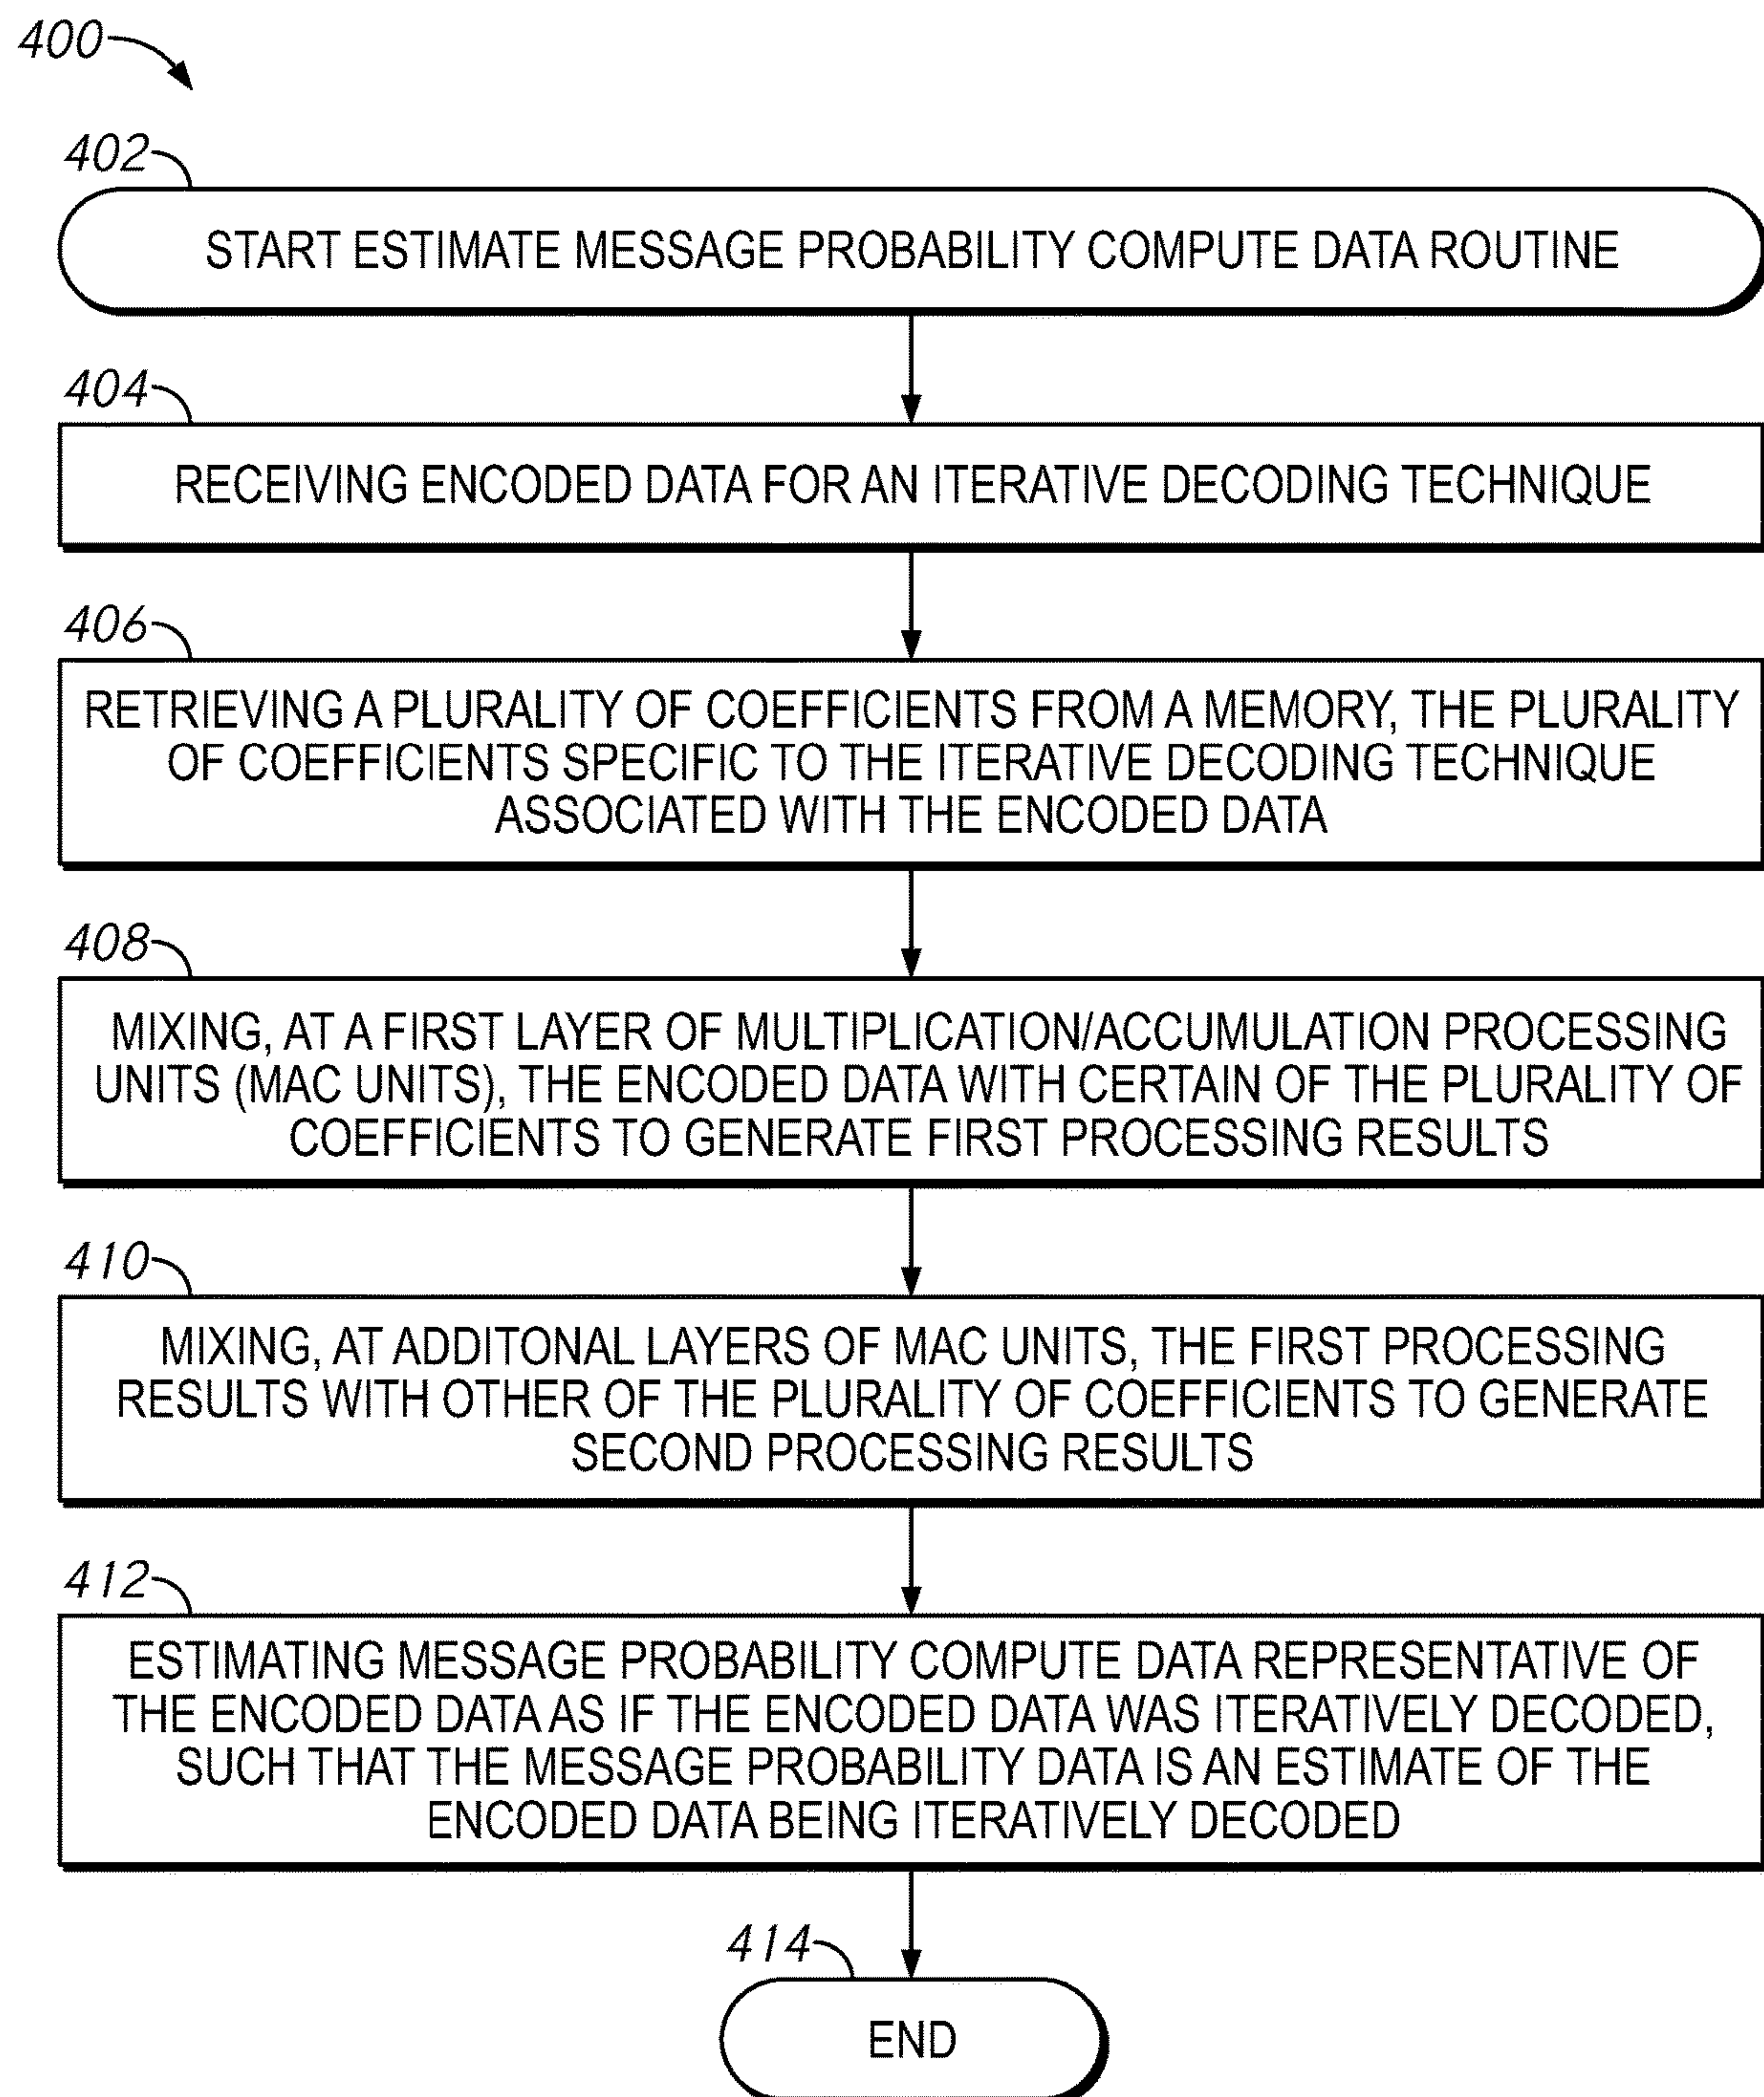 400
402
START ESTIMATE MESSAGE PROBABILITY COMPUTE DATA ROUTINE
404
RECEIVING ENCODED DATA FOR AN ITERATIVE DECODING TECHNIQUE
406
RETRIEVING A PLURALITY OF COEFFICIENTS FROM A MEMORY, THE PLURALITY
OF COEFFICIENTS SPECIFIC TO THE ITERATIVE DECODING TECHNIQUE
ASSOCIATED WITH THE ENCODED DATA
408
MIXING, AT A FIRST LAYER OF MULTIPLICATION/ACCUMULATION PROCESSING
UNITS (MAC UNITS), THE ENCODED DATA WITH CERTAIN OF THE PLURALITY OF
COEFFICIENTS TO GENERATE FIRST PROCESSING RESULTS
410
MIXING, AT ADDITONAL LAYERS OF MAC UNITS, THE FIRST PROCESSING
RESULTS WITH OTHER OF THE PLURALITY OF COEFFICIENTS TO GENERATE
SECOND PROCESSING RESULTS
412
ESTIMATING MESSAGE PROBABILITY COMPUTE DATA REPRESENTATIVE OF
THE ENCODED DATA AS IF THE ENCODED DATA WAS ITERATIVELY DECODED,
SUCH THAT THE MESSAGE PROBABILITY DATA IS AN ESTIMATE OF THE
ENCODED DATA BEING ITERATIVELY DECODED
414
END